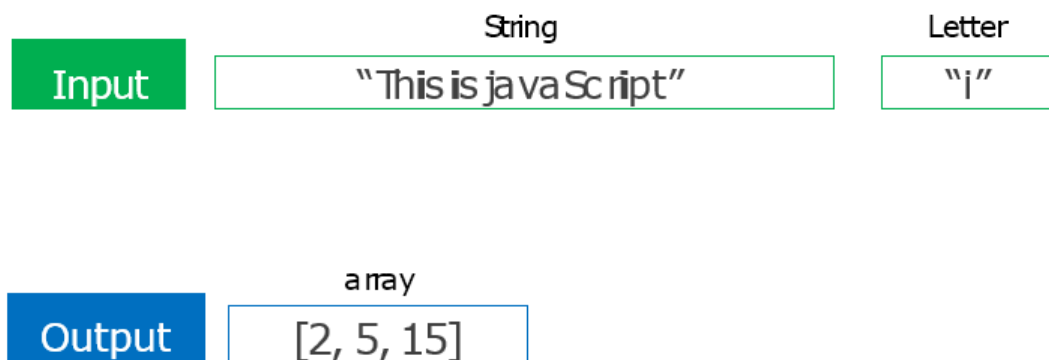 String Letter
Input “This is javaScript” “i”
array
Output [2, 5, 15]